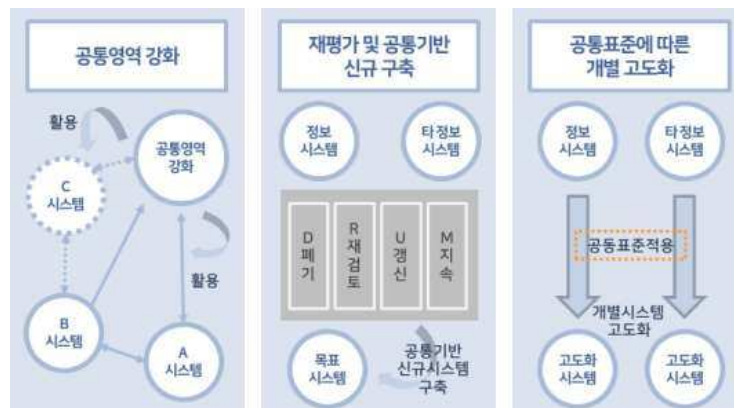 공통영역 강화
활용
공통영역
강화
C
시스템
활용
B
시스템
A
시스템
재평가 및 공통기반
신규 구축
정보
시스템
타정보
시스템
D
폐
기
R
재
검
토
U
갱
신
M
지
속
목표
시스템
공통기반
신규시스템
구축
공통표준에 따른
개별 고도화
정보
시스템
타정보
시스템
공동표준적용
개별시스템
고도화
고도화
시스템
고도화
시스템